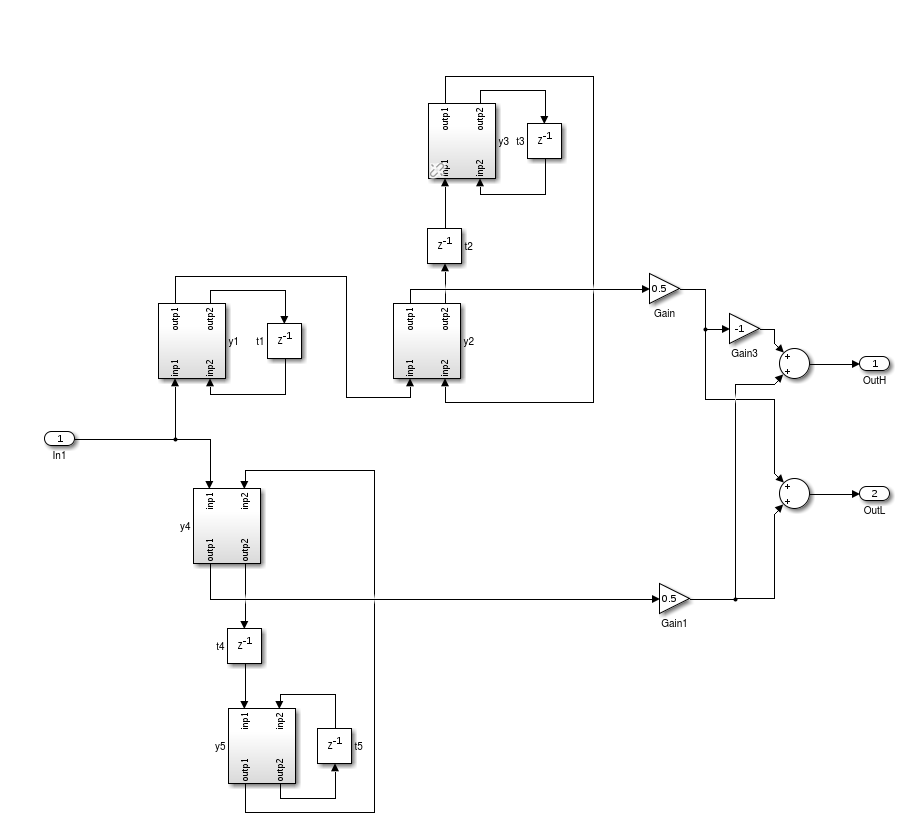 outp1
outp2
z-1
y3
t3
inp1
inp2
z-1
t2
0.5
Gain
outp1
outp2
y1
t1
z-1
inp1
inp2
outp1
outp2
y2
inp1
inp2
-1
Gain3
+
+
1
OutH
1
In1
inp1
inp2
y4
outp1
outp2
+
+
2
OutL
0.5
Gain1
t4
z-1
inp1
inp2
y5
z-1
t5
outp1
outp2